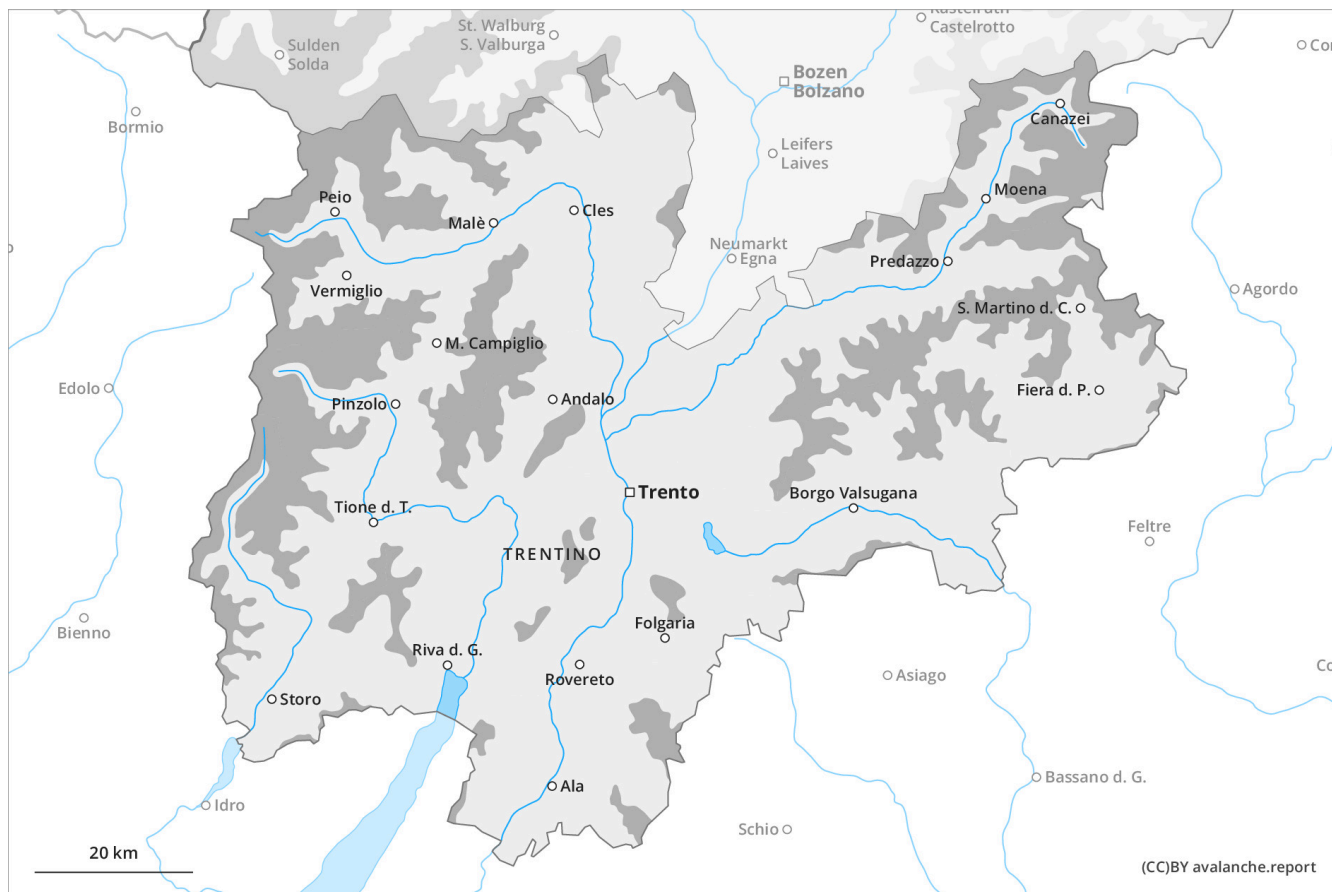 Kastelruth
Castelrotto
St. Walburg
S. Valburga
Sulden
Solda
Bozen
Bolzano
Bormio
Canazei
Leifers
Laives
Moena
Peio
Malè
Cles
Neumarkt
Egna
Predazzo
Vermiglio
Agordo
S. Martino d. C.
M. Campiglio
Edolo
Pinzolo
Andalo
Fiera d. P.
Trento
Borgo Valsugana
Tione d. T.
Feltre
TRENTINO
Bienno
Folgaria
Riva d. G.
Rovereto
Asiago
Storo
Bassano d. G.
Ala
Idro
Schio
20 km
(CC)BY avalanche.report